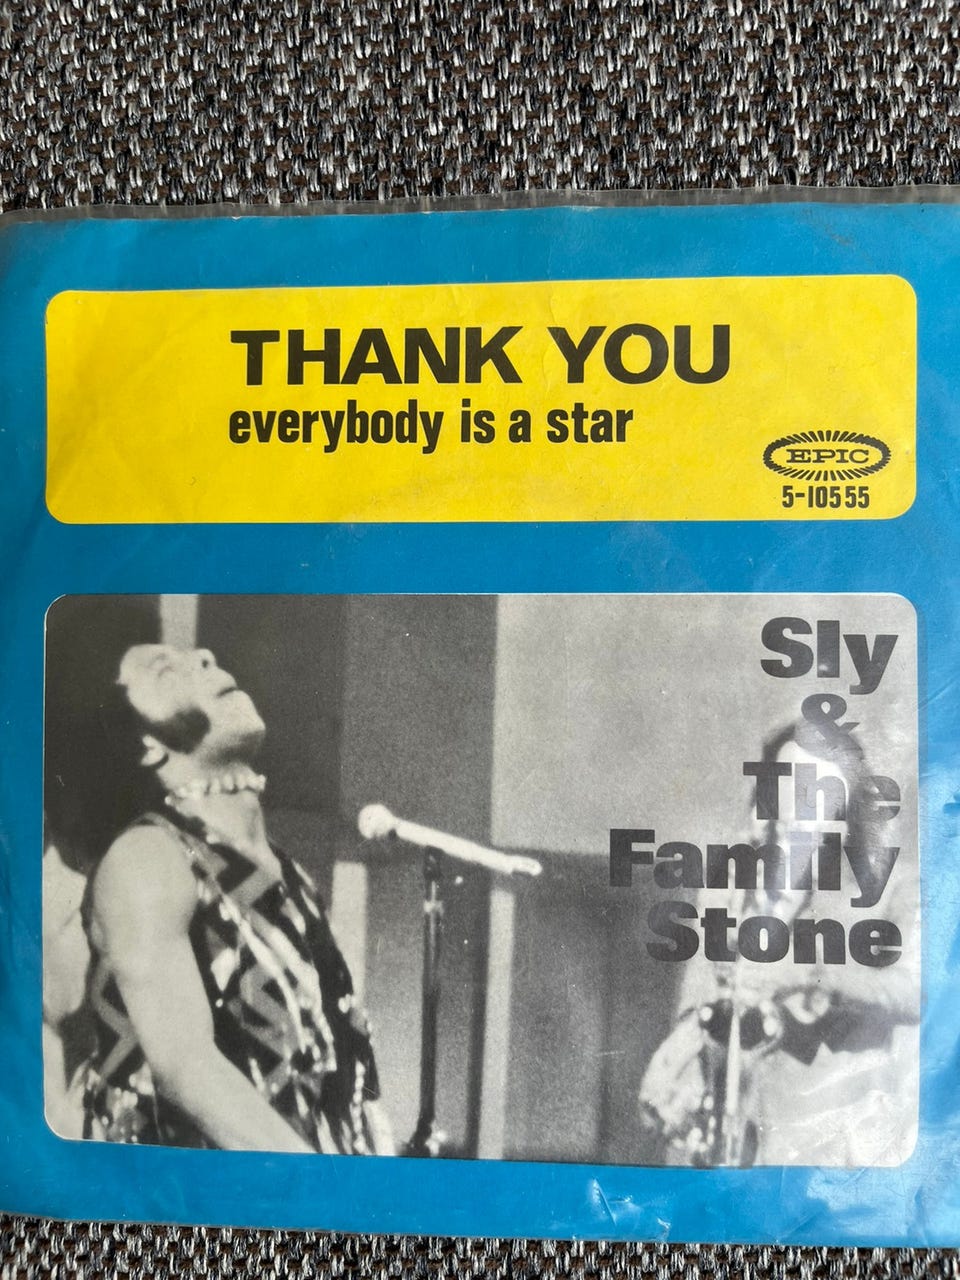 THANK YOU
everybody is a star
EPIC
5-10555
Sly
&
The
Family
Stone